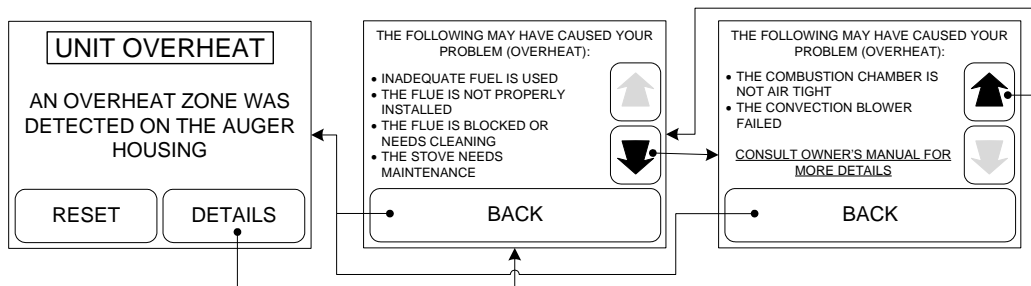 UNIT OVERHEAT
AN OVERHEAT ZONE WAS
DETECTED ON THE AUGER
HOUSING
RESET
DETAILS
THE FOLLOWING MAY HAVE CAUSED YOUR
PROBLEM (OVERHEAT):
• INADEQUATE FUEL IS USED
• THE FLUE IS NOT PROPERLY
INSTALLED
• THE FLUE IS BLOCKED OR
NEEDS CLEANING
• THE STOVE NEEDS
MAINTENANCE
BACK
THE FOLLOWING MAY HAVE CAUSED YOUR
PROBLEM (OVERHEAT):
• THE COMBUSTION CHAMBER IS
NOT AIR TIGHT
• THE CONVECTION BLOWER
FAILED
CONSULT OWNER'S MANUAL FOR
MORE DETAILS
BACK